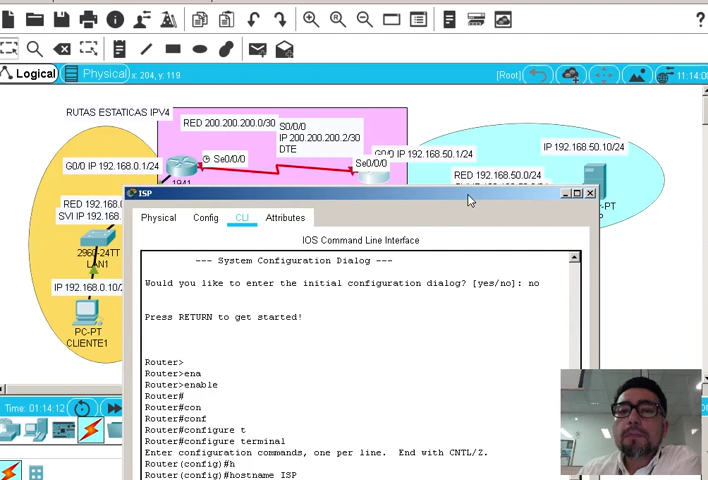 Logical
Physical
x: 204, y: 119
[Root]
11:14:0
RUTAS ESTATICAS IPV4
RED 200.200.200.0/30
S0/0/0
IP 200.200.200.2/30
DTE
IP 192.168.50.10/24
G0/0 IP 192.168.0.1/24
Se0/0/0
Se0/0/0
G0/0 IP 192.168.50.1/24
1941
RED 192.168.50.0/24
ISP
RED 192.168.
SVI IP 192.168.
Physical
Config
CLI
Attributes
IOS Command Line Interface
2960-24TT
LAN1
IP 192.168.0.10/2
PC-PT
CLIENTE1
--- System Configuration Dialog ---
Would you like to enter the initial configuration dialog? [yes/no]: no
Press RETURN to get started!
Router>
Router>ena
Router>enable
Router#
Router#con
Router#conf
Router#configure t
Router#configure terminal
Enter configuration commands, one per line.  End with CNTL/Z.
Router(config)#h
Router(config)#hostname ISP
Time: 01:14:12